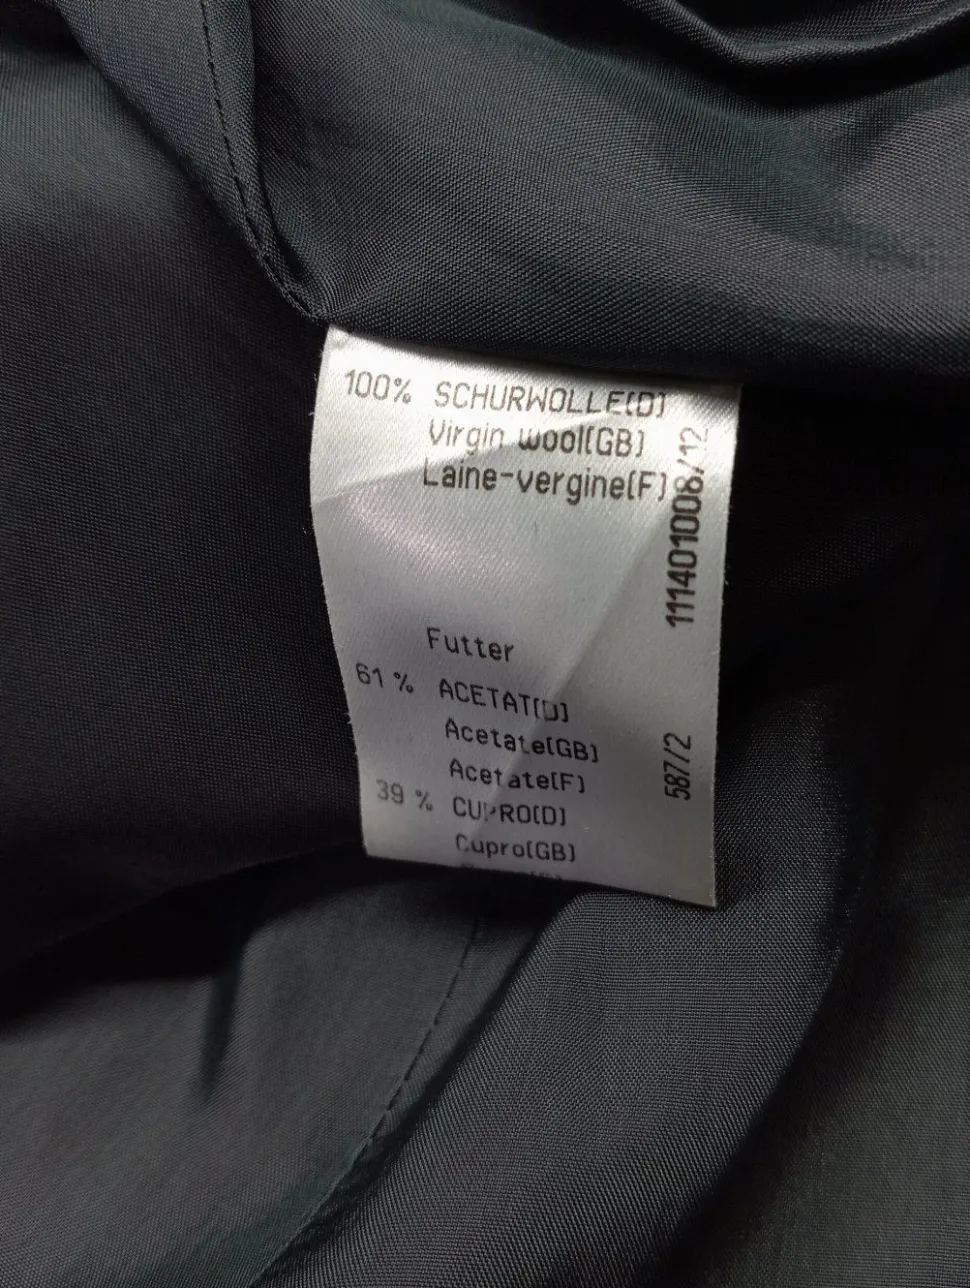 100% SCHURWOLLE(D)
Virgin wool(GB)
Laine-vergine(F)
Futter
61 % ACETAT(D)
Acetate(GB)
Acetate(F)
39 % CUPRO(D)
Cupro(GB)
111401008/12
587/2